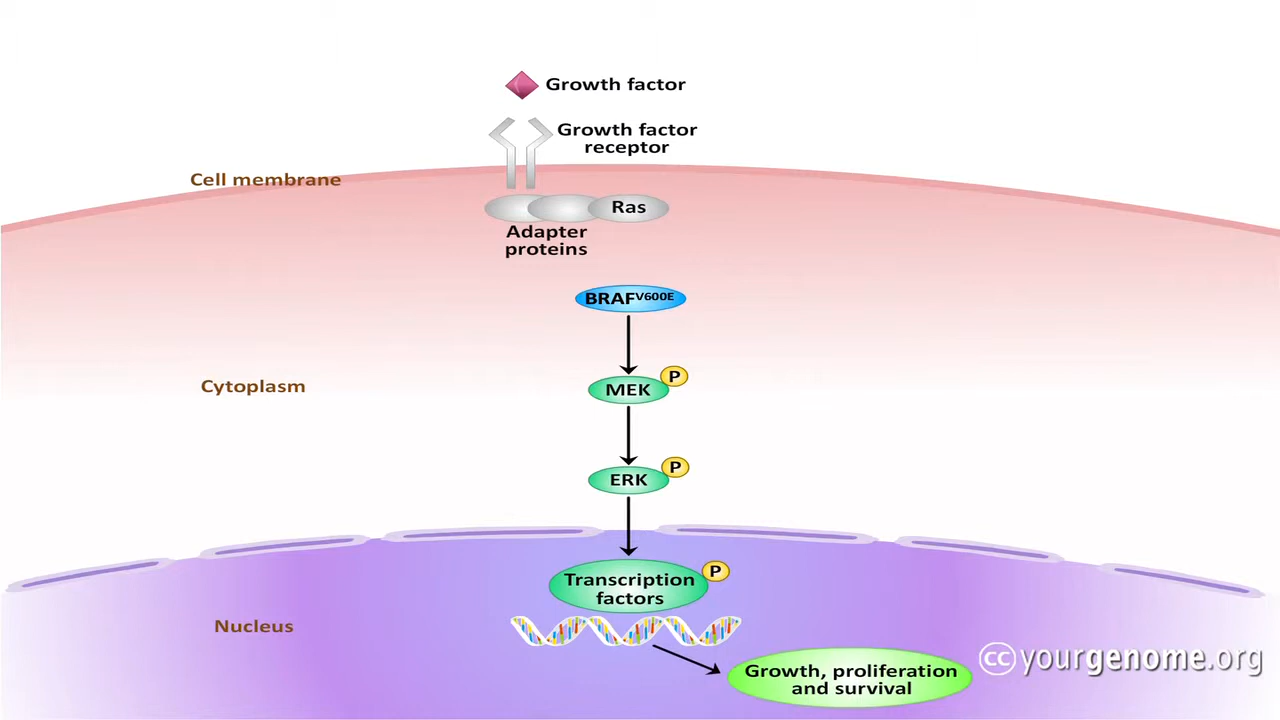 Growth factor
Growth factor
receptor
Cell membrane
Ras
Adapter
proteins
BRAFV600E
Cytoplasm
P
MEK
P
ERK
P
Transcription
factors
Nucleus
cc yourgenome.org
Growth, proliferation
and survival